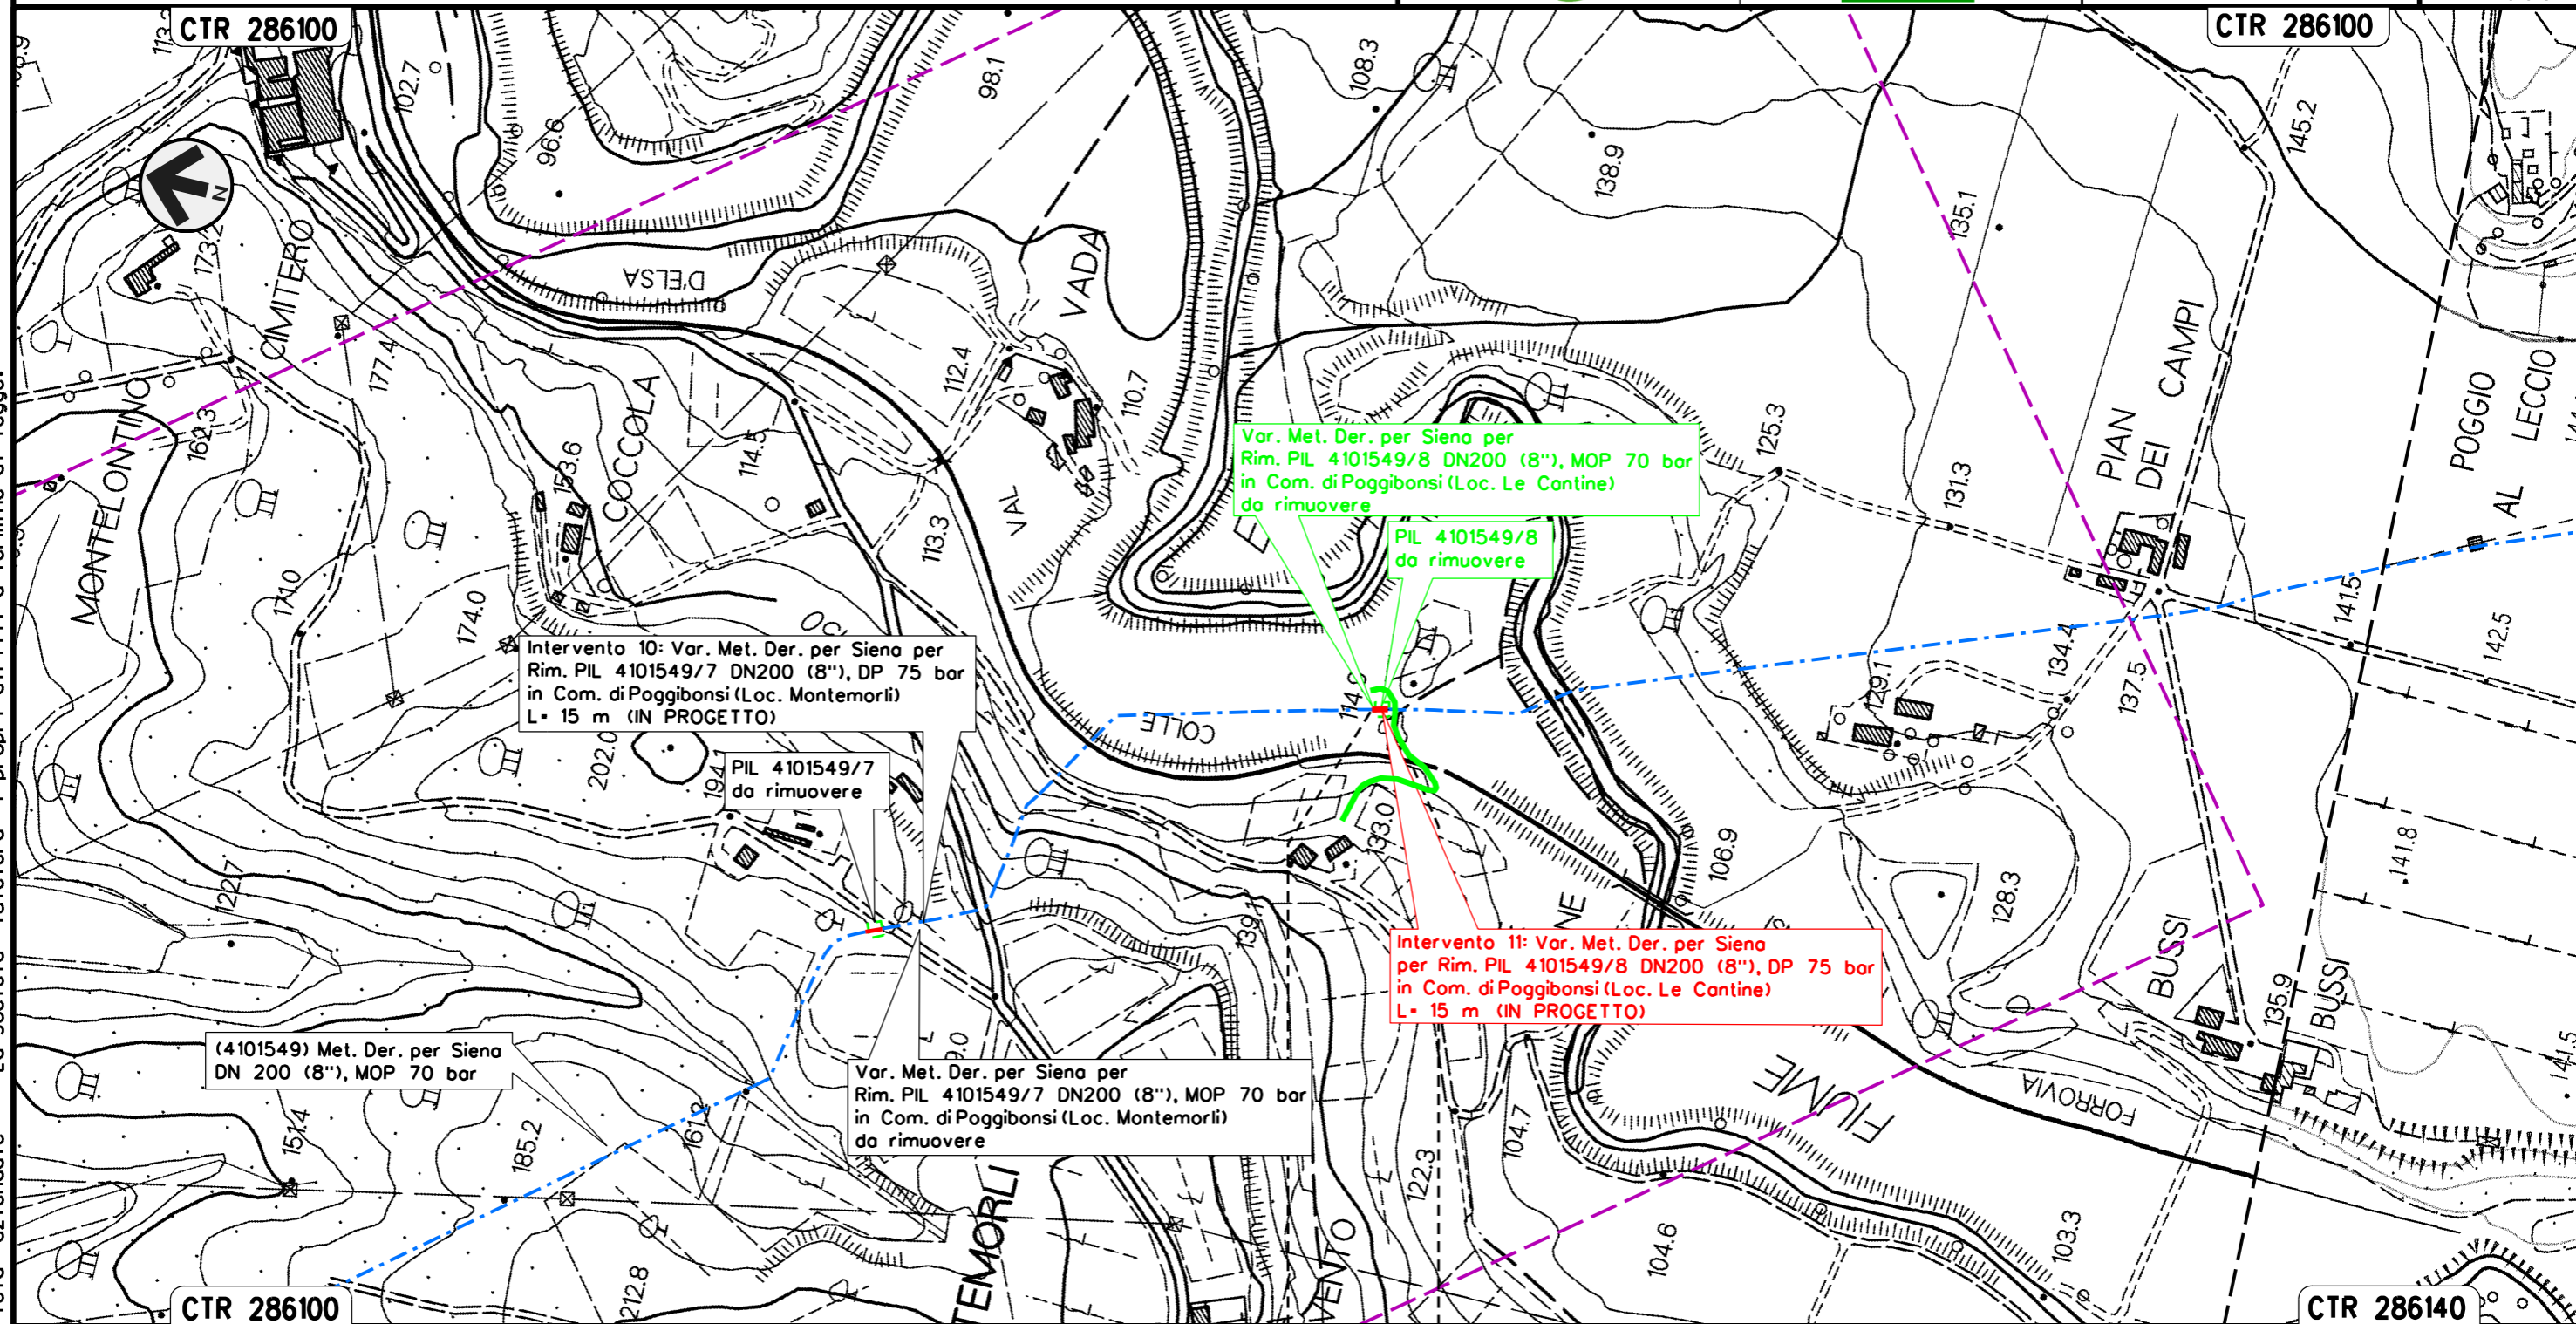 CTR 286100
CTR 286100
102.7
96.6
98.1
108.3
138.9
145.2
135.1
N
CIMITERO
177.4
D'ELSA
VADA
112.4
110.7
MONTELONTINO
162.3
153.6
COCCOLA
114.5
113.3
VAL
125.3
131.3
PIAN
DEI CAMPI
POGGIO
AL LECCIO
Var. Met. Der. per Siena per
Rim. PIL 4101549/8 DN200 (8"), MOP 70 bar
in Com. di Poggibonsi (Loc. Le Cantine)
da rimuovere
PIL 4101549/8
da rimuovere
171.0
174.0
141.5
142.5
134.4
137.5
129.1
Intervento 10: Var. Met. Der. per Siena per
Rim. PIL 4101549/7 DN200 (8"), DP 75 bar
in Com. di Poggibonsi (Loc. Montemorli)
L= 15 m (IN PROGETTO)
COLLE
202.0
PIL 4101549/7
da rimuovere
133.0
106.9
141.8
122.7
128.3
139.1
BUSSI
135.9
BUSSI
Intervento 11: Var. Met. Der. per Siena
per Rim. PIL 4101549/8 DN200 (8"), DP 75 bar
in Com. di Poggibonsi (Loc. Le Cantine)
L= 15 m (IN PROGETTO)
(4101549) Met. Der. per Siena
DN 200 (8"), MOP 70 bar
Var. Met. Der. per Siena per
Rim. PIL 4101549/7 DN200 (8"), MOP 70 bar
in Com. di Poggibonsi (Loc. Montemorli)
da rimuovere
FIUME
FORROVIA
151.4
185.2
161.2
104.7
122.3
104.6
103.3
212.8
TEMORLI
VENTO
CTR 286100
CTR 286140